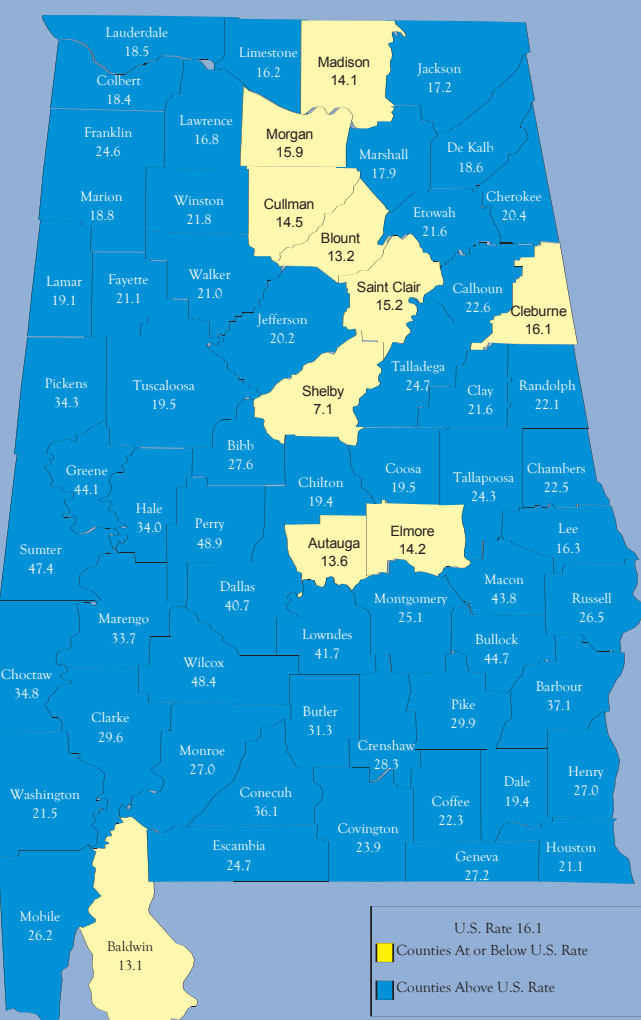 Lauderdale
18.5
Limestone
16.2
Madison
14.1
Jackson
17.2
Colbert
18.4
Franklin
24.6
Lawrence
16.8
Morgan
15.9
Marshall
17.9
De Kalb
18.6
Marion
18.8
Winston
21.8
Cullman
14.5
Blount
13.2
Etowah
21.6
Cherokee
20.4
Lamar
19.1
Fayette
21.1
Walker
21.0
Jefferson
20.2
Saint Clair
15.2
Calhoun
22.6
Cleburne
16.1
Pickens
34.3
Tuscaloosa
19.5
Shelby
7.1
Talladega
24.7
Clay
21.6
Randolph
22.1
Bibb
27.6
Greene
44.1
Hale
34.0
Perry
48.9
Chilton
19.4
Coosa
19.5
Tallapoosa
24.3
Chambers
22.5
Sumter
47.4
Autauga
13.6
Elmore
14.2
Lee
16.3
Dallas
40.7
Montgomery
25.1
Macon
43.8
Russell
26.5
Marengo
33.7
Lowndes
41.7
Bullock
44.7
Choctaw
34.8
Wilcox
48.4
Clarke
29.6
Butler
31.3
Crenshaw
28.3
Pike
29.9
Barbour
37.1
Monroe
27.0
Washington
21.5
Conecuh
36.1
Covington
23.9
Coffee
22.3
Dale
19.4
Henry
27.0
Escambia
24.7
Geneva
27.2
Houston
21.1
Mobile
26.2
Baldwin
13.1
U.S. Rate 16.1
Counties At or Below U.S. Rate
Counties Above U.S. Rate